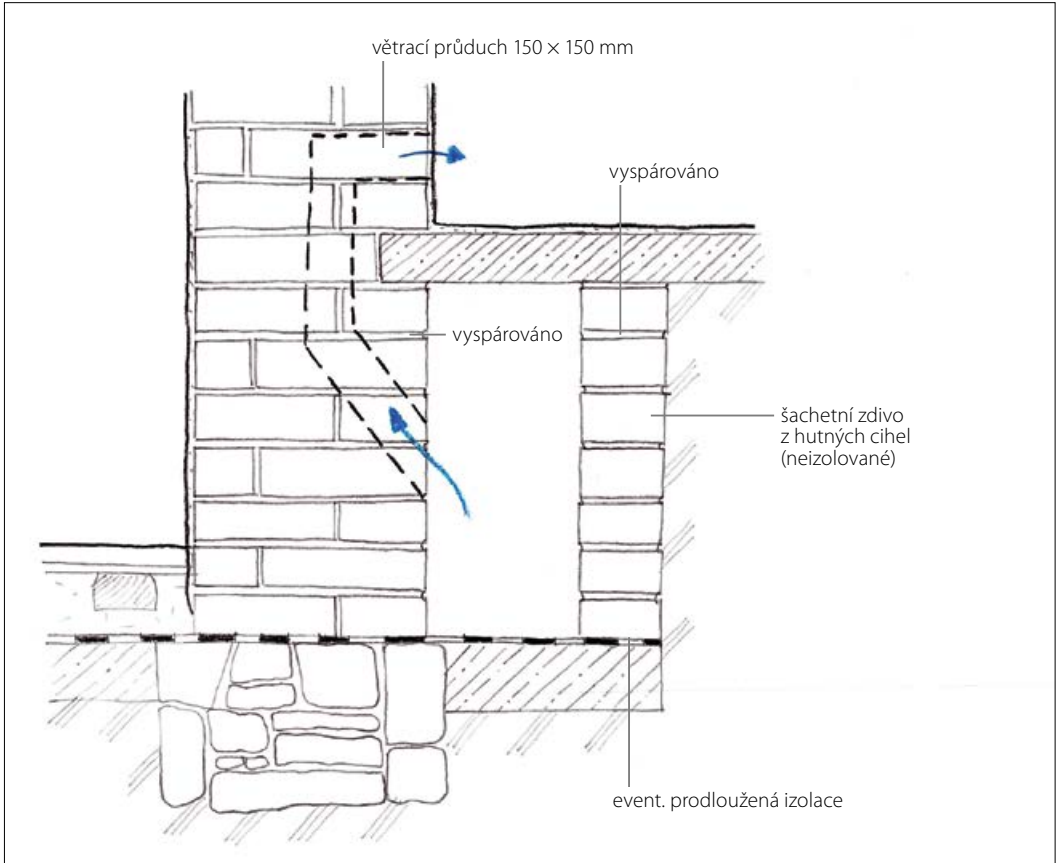 větrací průduch 150 × 150 mm
vyspárováno
vyspárováno
šachetní zdivo
z hutných cihel
(neizolované)
event. prodloužená izolace